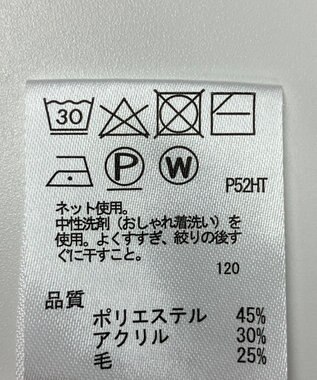 30
P W P52HT
ネット使用。
中性洗剤（おしゃれ着洗い）を
使用。よくすすぎ、絞りの後す
ぐに干すこと。
120
品質
ポリエステル 45%
アクリル 30%
毛 25%